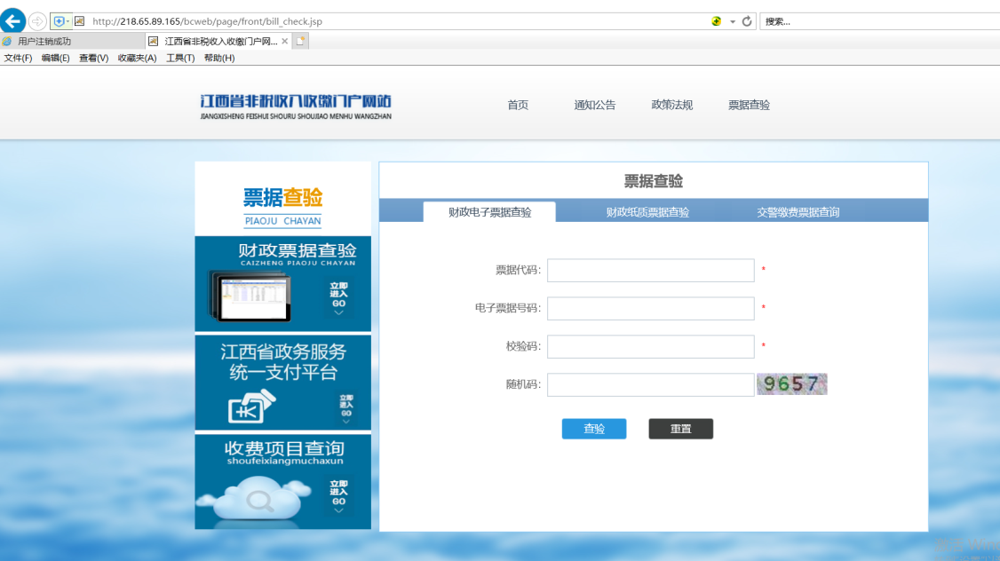 http://218.65.89.165/bcweb/page/front/bill_check.jsp
搜索...
用户注销成功
江西省非税收入收缴门户网...
文件(F) 编辑(E) 查看(V) 收藏夹(A) 工具(T) 帮助(H)
江西省非税收入收缴门户网站
JIANGXISHENG FEISHUI SHOURU SHOUJIAO MENHU WANGZHAN
首页 通知公告 政策法规 票据查验
票据查验
PIAOJU CHAYAN
财政票据查验
CAIZHENG PIAOJU CHAYAN
立即
进入
GO
江西省政务服务
统一支付平台
立即
进入
GO
收费项目查询
shoufeixiangmuchaxun
立即
进入
GO
票据查验
财政电子票据查验 财政纸质票据查验 交警缴费票据查询
票据代码： *
电子票据号码： *
校验码： *
随机码： 9657
查验 重置